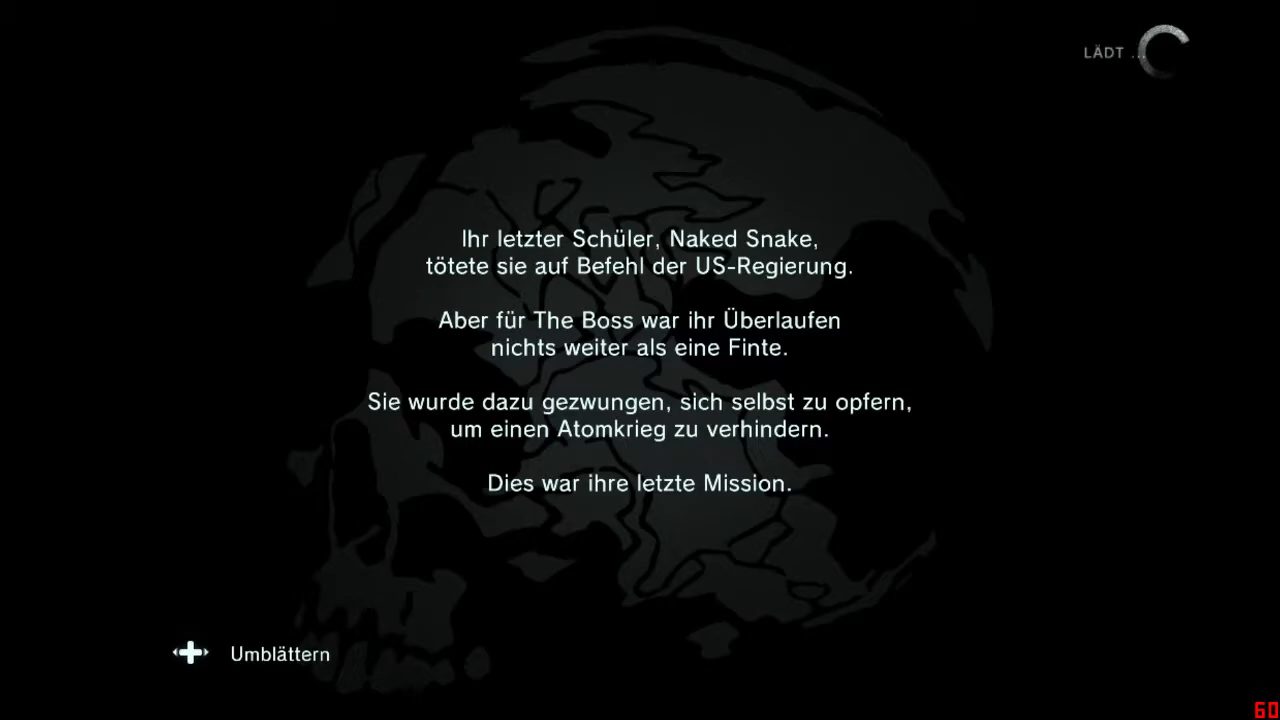 LÄDT ...
Ihr letzter Schüler, Naked Snake,
tötete sie auf Befehl der US-Regierung.
Aber für The Boss war ihr Überlaufen
nichts weiter als eine Finte.
Sie wurde dazu gezwungen, sich selbst zu opfern,
um einen Atomkrieg zu verhindern.
Dies war ihre letzte Mission.
Umblättern
60